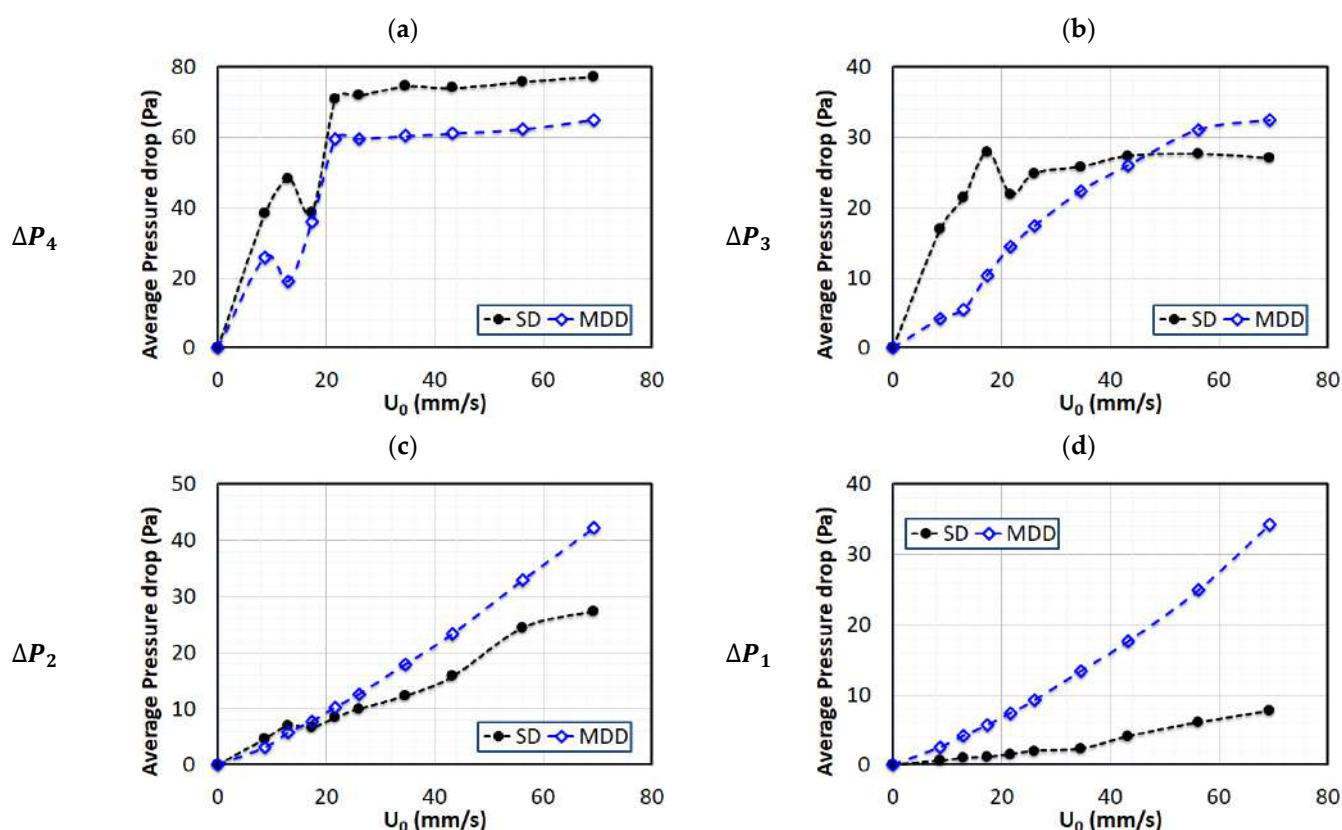 (a)
ΔP4
Average Pressure drop (Pa)
80
60
40
20
0
SD MDD
0 20 40 60 80
U0 (mm/s)
(b)
ΔP3
Average Pressure drop (Pa)
40
30
20
10
0
SD MDD
0 20 40 60 80
U0 (mm/s)
(c)
ΔP2
Average Pressure drop (Pa)
50
40
30
20
10
0
SD MDD
0 20 40 60 80
U0 (mm/s)
(d)
ΔP1
Average Pressure drop (Pa)
40
30
20
10
0
SD MDD
0 20 40 60 80
U0 (mm/s)